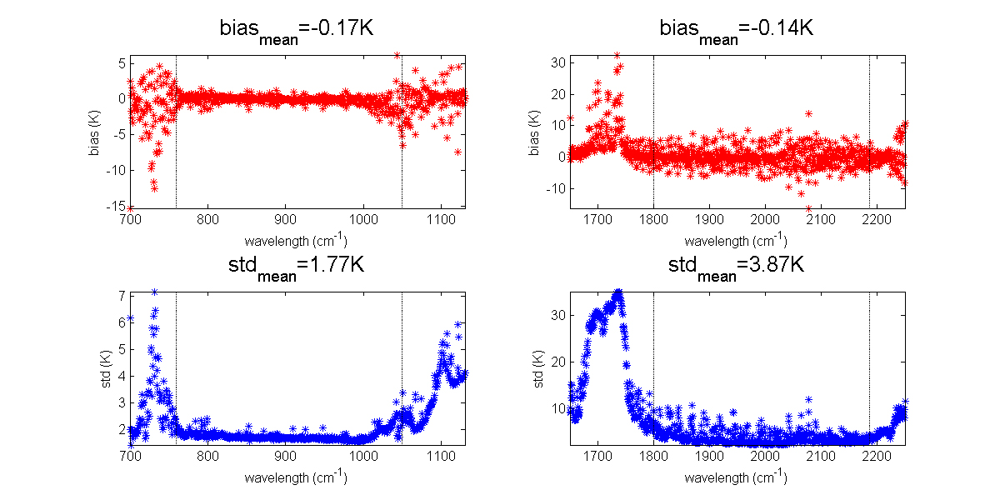 bias_mean=-0.17K
bias (K)
5
0
-5
-10
-15
700 800 900 1000 1100
wavelength (cm^-1)
bias_mean=-0.14K
bias (K)
30
20
10
0
-10
1700 1800 1900 2000 2100 2200
wavelength (cm^-1)
std_mean=1.77K
std (K)
7
6
5
4
3
2
700 800 900 1000 1100
wavelength (cm^-1)
std_mean=3.87K
std (K)
30
20
10
1700 1800 1900 2000 2100 2200
wavelength (cm^-1)